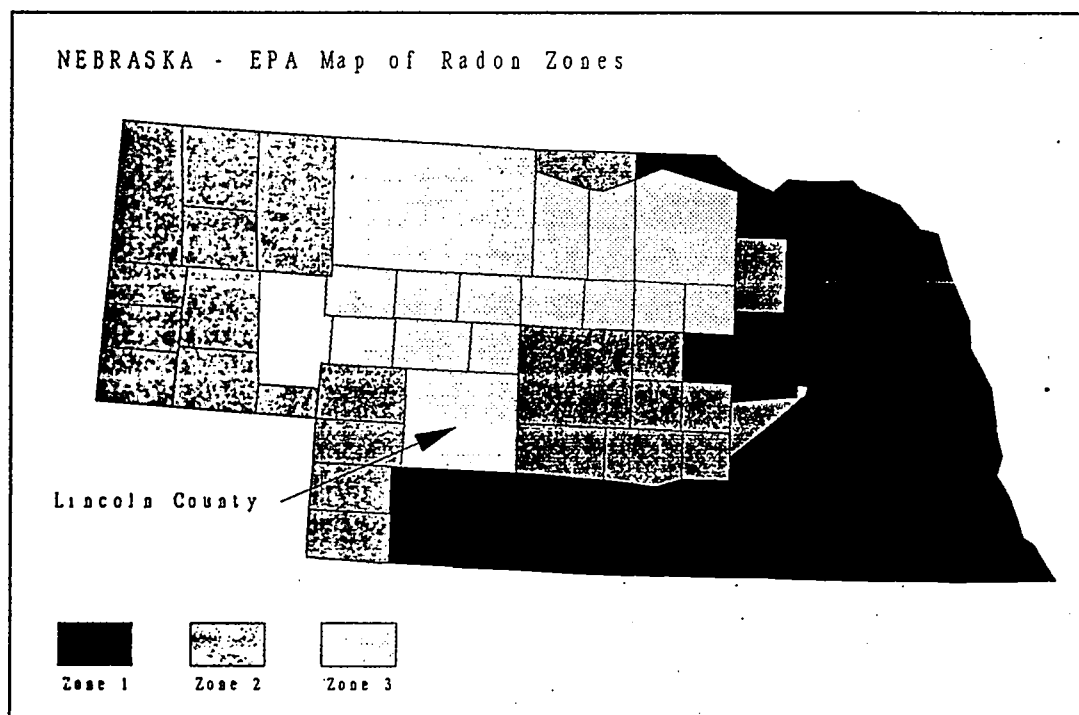 NEBRASKA - EPA Map of Radon Zones
Lincoln County
Zone 1
Zone 2
Zone 3